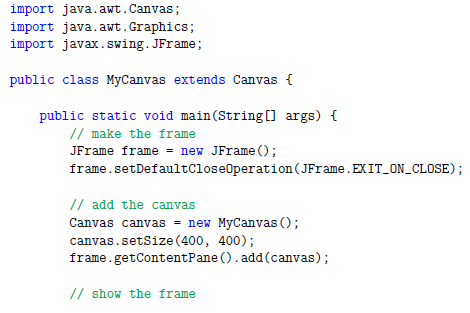 import java.awt.Canvas;
import java.awt.Graphics;
import javax.swing.JFrame;

public class MyCanvas extends Canvas {

    public static void main(String[] args) {
        // make the frame
        JFrame frame = new JFrame();
        frame.setDefaultCloseOperation(JFrame.EXIT_ON_CLOSE);

        // add the canvas
        Canvas canvas = new MyCanvas();
        canvas.setSize(400, 400);
        frame.getContentPane().add(canvas);

        // show the frame